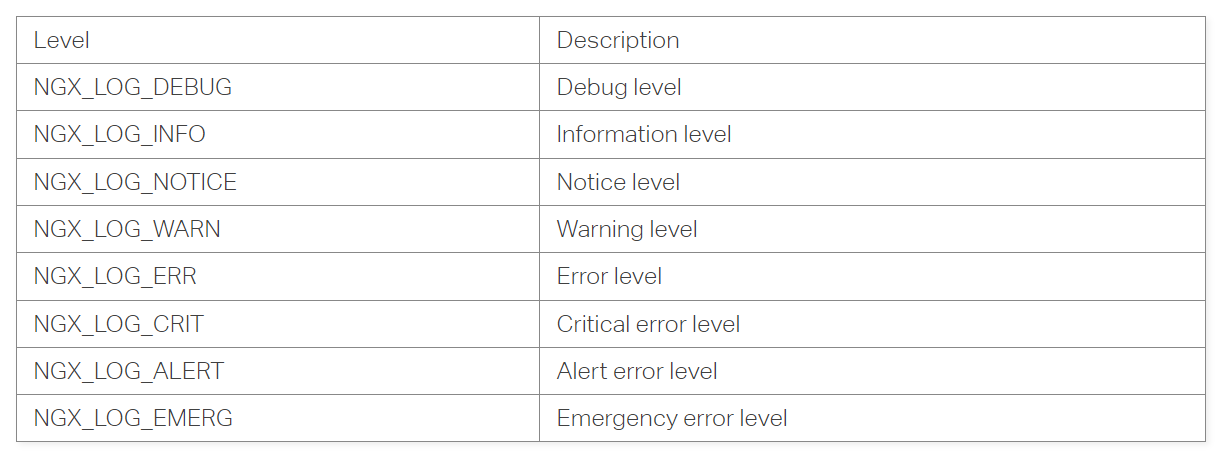 Level Description
NGX_LOG_DEBUG Debug level
NGX_LOG_INFO Information level
NGX_LOG_NOTICE Notice level
NGX_LOG_WARN Warning level
NGX_LOG_ERR Error level
NGX_LOG_CRIT Critical error level
NGX_LOG_ALERT Alert error level
NGX_LOG_EMERG Emergency error level